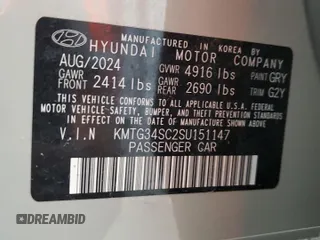 MANUFACTURED IN KOREA BY
HYUNDAI MOTOR COMPANY
AUG/2024 GVWR 4916 lbs PAINT GRY
GAWR FRONT 2414 lbs GAWR REAR 2690 lbs TRIM G2Y
THIS VEHICLE CONFORMS TO ALL APPLICABLE U.S. FEDERAL MOTOR VEHICLE SAFETY, BUMPER, AND THEFT PREVENTION STANDARDS IN EFFECT ON THE DATE OF MANUFACTURE SHOWN ABOVE.
V.I.N KMTG34SC2SU151147
PASSENGER CAR
© DREAMBID